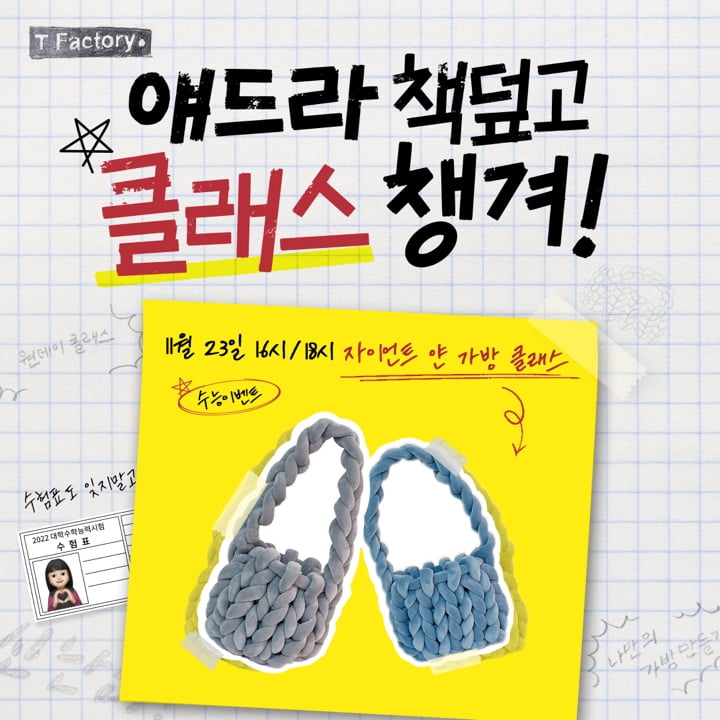 T Factory.
얘드라 책덮고
클래스 챙겨!
원데이 클래스
11월 23일 16시/18시 자이언트 얀 가방 클래스
수능이벤트
수험표도 잊지말고
2022 대학수학능력시험
수 험 표
나만의
가방만들기